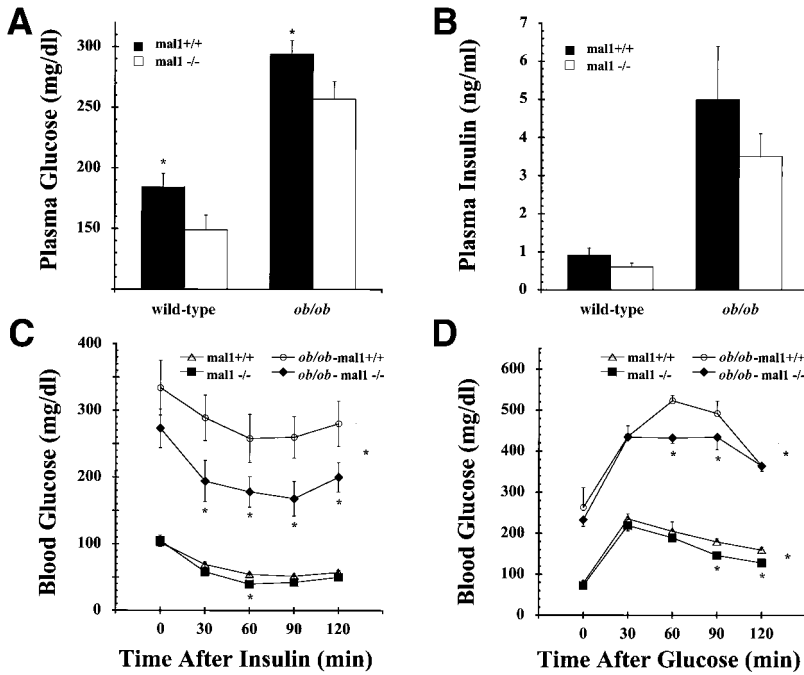 A
Plasma Glucose (mg/dl)
300
250
200
150
mal1+/+
mal1 -/-
*
*
wild-type
ob/ob
B
Plasma Insulin (ng/ml)
7
6
5
4
3
2
1
0
mal1+/+
mal1 -/-
wild-type
ob/ob
C
Blood Glucose (mg/dl)
400
300
200
100
0
mal1+/+
ob/ob-mal1+/+
mal1 -/-
ob/ob- mal1 -/-
*
*
*
*
*
*
0
30
60
90
120
Time After Insulin (min)
D
Blood Glucose (mg/dl)
600
500
400
300
200
100
0
mal1+/+
ob/ob-mal1+/+
mal1 -/-
ob/ob- mal1 -/-
*
*
*
*
*
*
0
30
60
90
120
Time After Glucose (min)